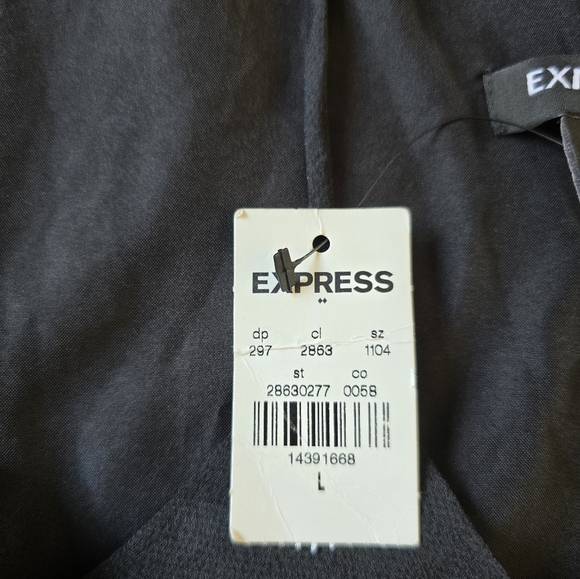 EXPRESS
dp cl sz
297 2863 1104
st co
28630277 0058
14391668
L